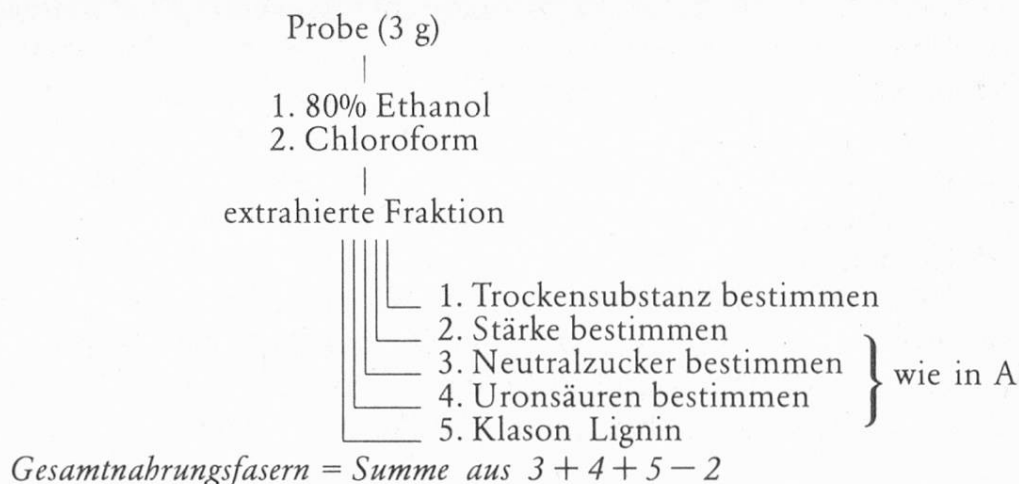 Probe (3 g)
1. 80% Ethanol
2. Chloroform
extrahierte Fraktion
1. Trockensubstanz bestimmen
2. Stärke bestimmen
3. Neutralzucker bestimmen
wie in A
4. Uronsäuren bestimmen
5. Klason Lignin
Gesamtnahrungsfasern = Summe aus 3 + 4 + 5 − 2